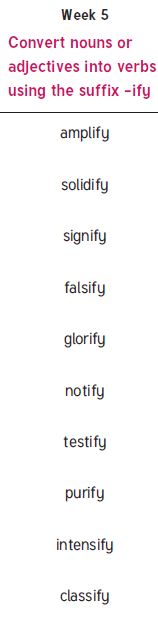 Week 5
Convert nouns or
adjectives into verbs
using the suffix –ify
amplify
solidify
signify
falsify
glorify
notify
testify
purify
intensify
classify